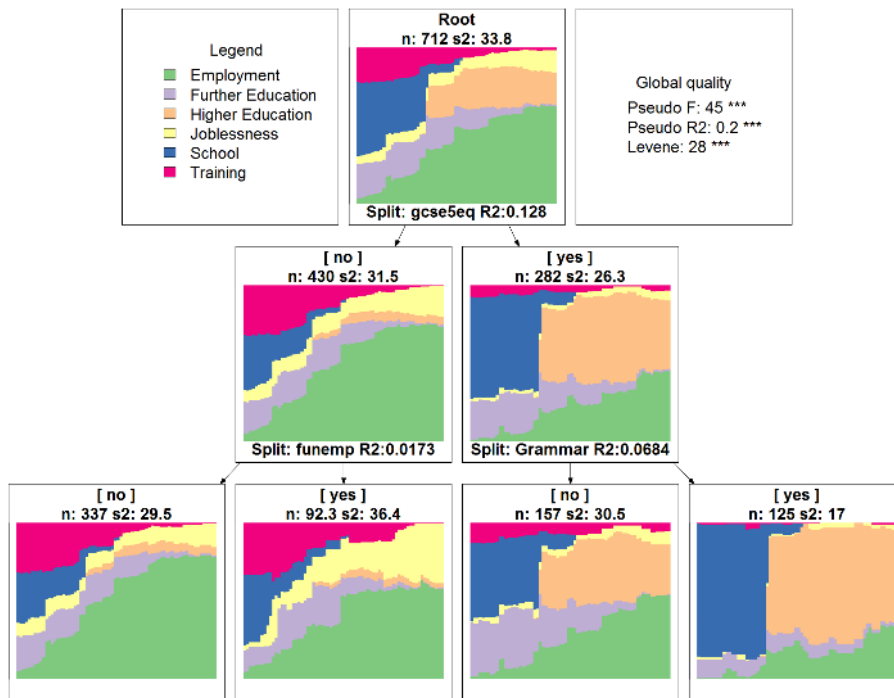 Legend
Employment
Further Education
Higher Education
Joblessness
School
Training
Root
n: 712 s2: 33.8
Split: gcse5eq R2:0.128
Global quality
Pseudo F: 45 ***
Pseudo R2: 0.2 ***
Levene: 28 ***
[ no ]
n: 430 s2: 31.5
Split: funemp R2:0.0173
[ yes ]
n: 282 s2: 26.3
Split: Grammar R2:0.0684
[ no ]
n: 337 s2: 29.5
[ yes ]
n: 92.3 s2: 36.4
[ no ]
n: 157 s2: 30.5
[ yes ]
n: 125 s2: 17